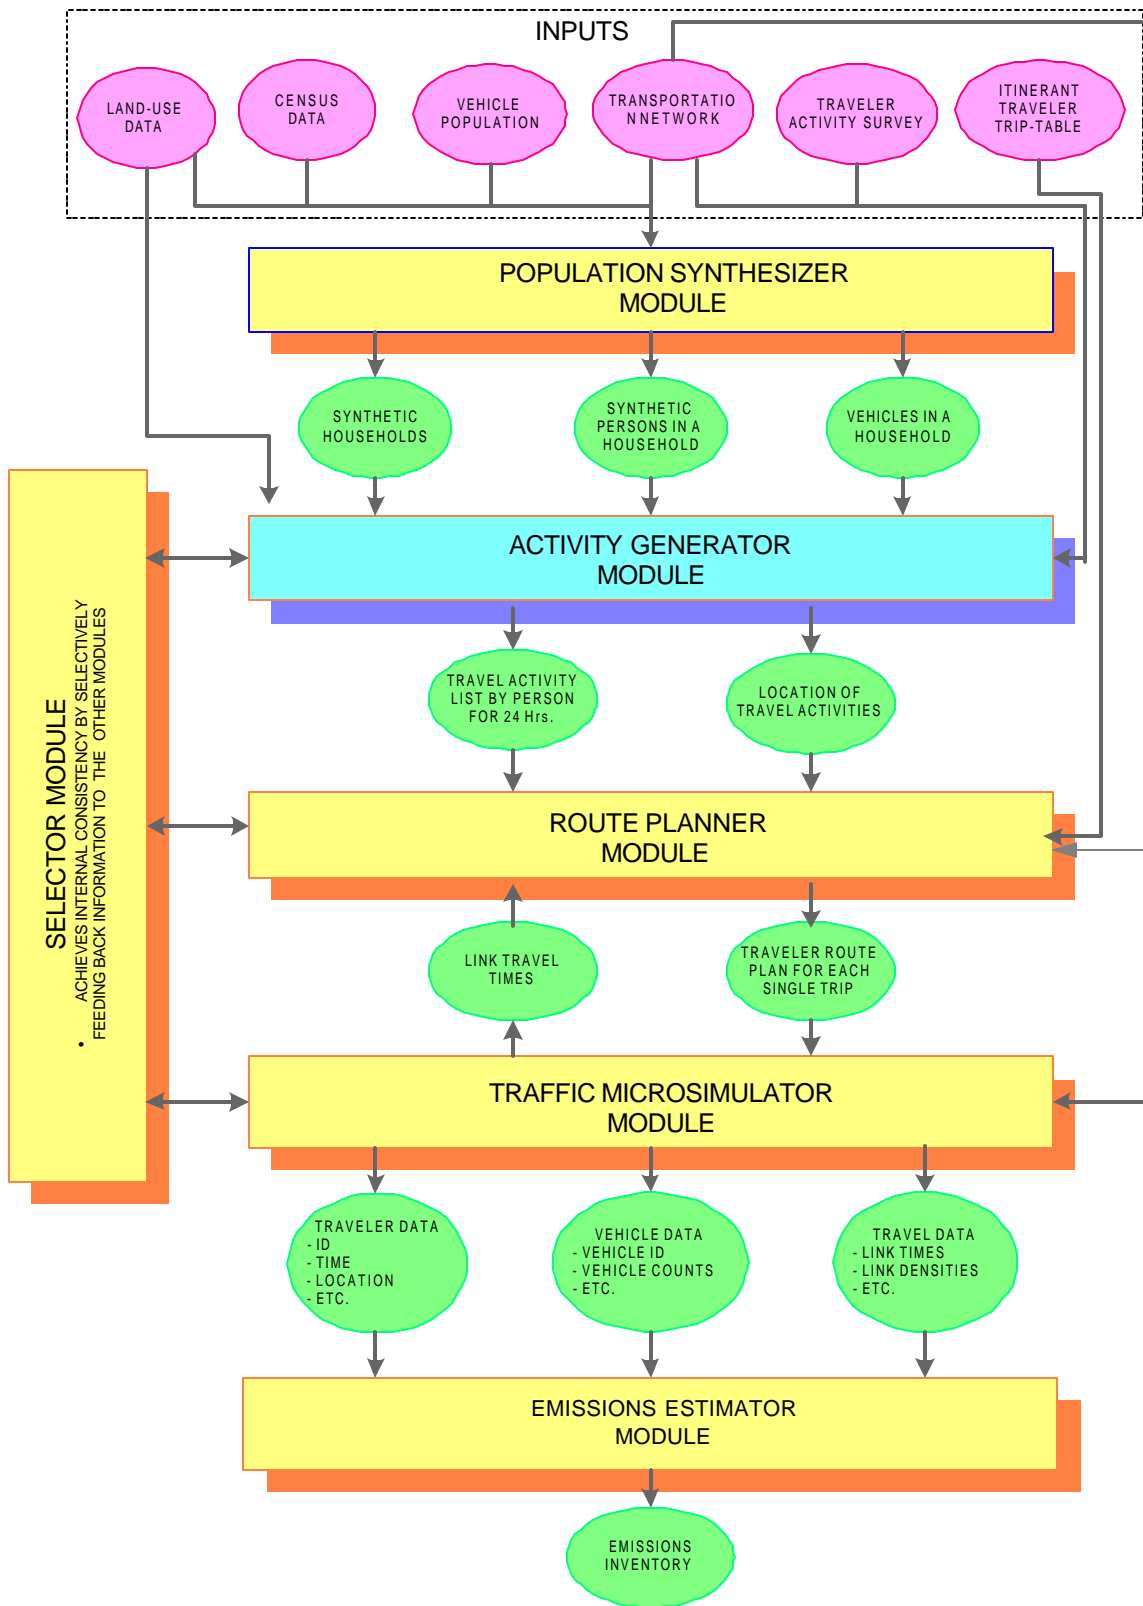 INPUTS
LAND-USE
DATA
CENSUS
DATA
VEHICLE
POPULATION
TRANSPORTATIO
NNETWORK
TRAVELER
ACTIVITY SURVEY
ITINERANT
TRAVELER
TRIP-TABLE
POPULATION SYNTHESIZER
MODULE
SYNTHETIC
HOUSEHOLDS
SYNTHETIC
PERSONS IN A
HOUSEHOLD
VEHICLES IN A
HOUSEHOLD
ACTIVITY GENERATOR
MODULE
SELECTOR MODULE
• ACHIEVES INTERNAL CONSISTENCY BY SELECTIVELY
FEEDING BACK INFORMATION TO THE OTHER MODULES
TRAVEL ACTIVITY
LIST BY PERSON
FOR 24 Hrs.
LOCATION OF
TRAVEL ACTIVITIES
ROUTE PLANNER
MODULE
LINK TRAVEL
TIMES
TRAVELER ROUTE
PLAN FOR EACH
SINGLE TRIP
TRAFFIC MICROSIMULATOR
MODULE
TRAVELER DATA
- ID
- TIME
- LOCATION
- ETC.
VEHICLE DATA
- VEHICLE ID
- VEHICLE COUNTS
- ETC.
TRAVEL DATA
- LINK TIMES
- LINK DENSITIES
- ETC.
EMISSIONS ESTIMATOR
MODULE
EMISSIONS
INVENTORY